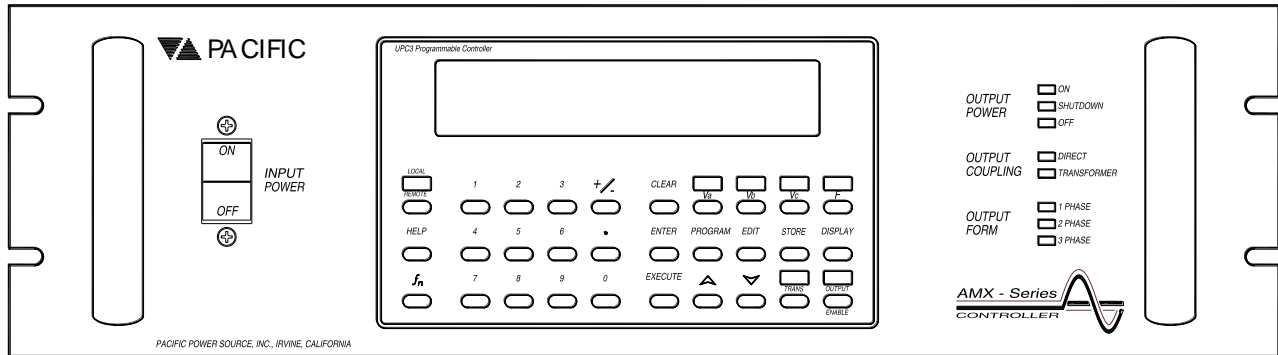 PACIFIC
UPC3 Programmable Controller
ON
OFF
INPUT
POWER
LOCAL
REMOTE
1 2 3 +/-
CLEAR Va Vb Vc F
HELP 4 5 6 .
ENTER PROGRAM EDIT STORE DISPLAY
fn 7 8 9 0
EXECUTE TRANS OUTPUT
ENABLE
OUTPUT
POWER
ON
SHUTDOWN
OFF
OUTPUT
COUPLING
DIRECT
TRANSFORMER
OUTPUT
FORM
1 PHASE
2 PHASE
3 PHASE
AMX - Series
CONTROLLER
PACIFIC POWER SOURCE, INC., IRVINE, CALIFORNIA